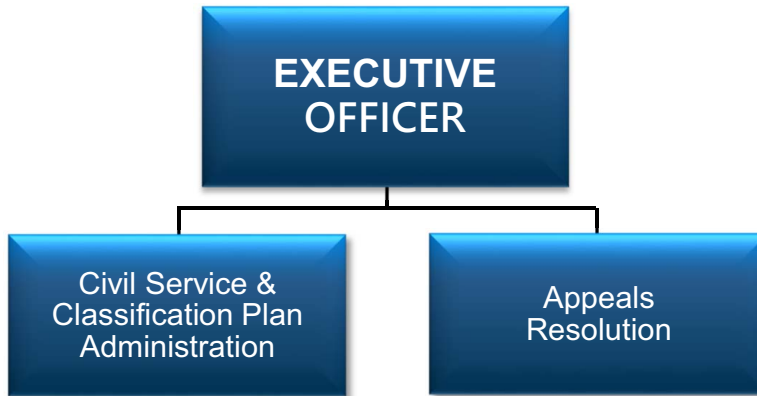 EXECUTIVE
OFFICER
Civil Service &
Classification Plan
Administration
Appeals
Resolution